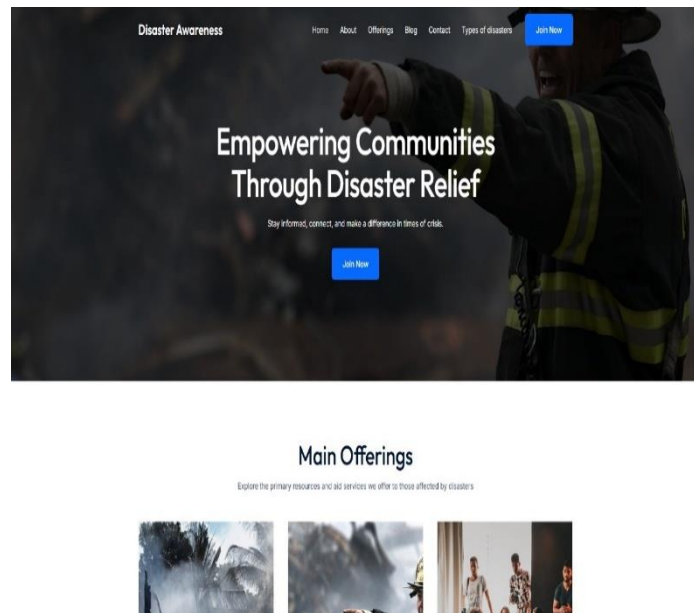 Disaster Awareness
Home About Offerings Blog Contact Types of disasters Join Now
Empowering Communities
Through Disaster Relief
Stay informed, connect, and make a difference in times of crisis.
Join Now
Main Offerings
Explore the primary resources and aid services we offer to those affected by disasters